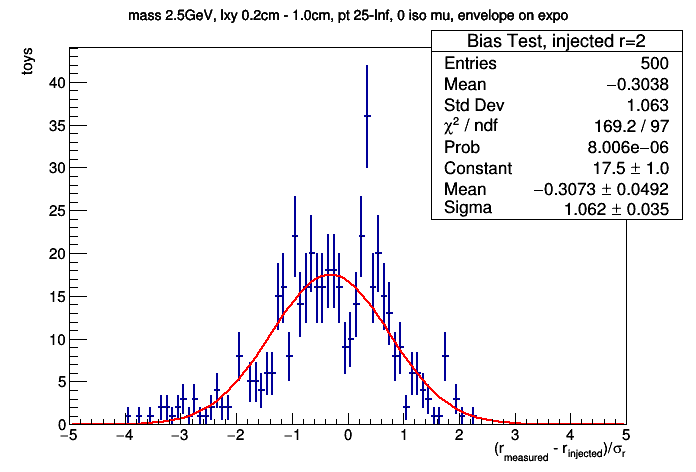 mass 2.5GeV, lxy 0.2cm - 1.0cm, pt 25-Inf, 0 iso mu, envelope on expo
Bias Test, injected r=2
Entries 500
Mean −0.3038
Std Dev 1.063
χ² / ndf 169.2 / 97
Prob 8.006e−06
Constant 17.5 ± 1.0
Mean −0.3073 ± 0.0492
Sigma 1.062 ± 0.035
toys
40
35
30
25
20
15
10
5
0
−5 −4 −3 −2 −1 0 1 2 3 4 5
(r_measured - r_injected)/σ_r